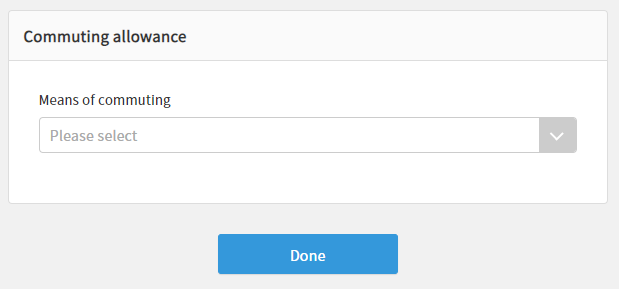 Commuting allowance
Means of commuting
Please select
Done